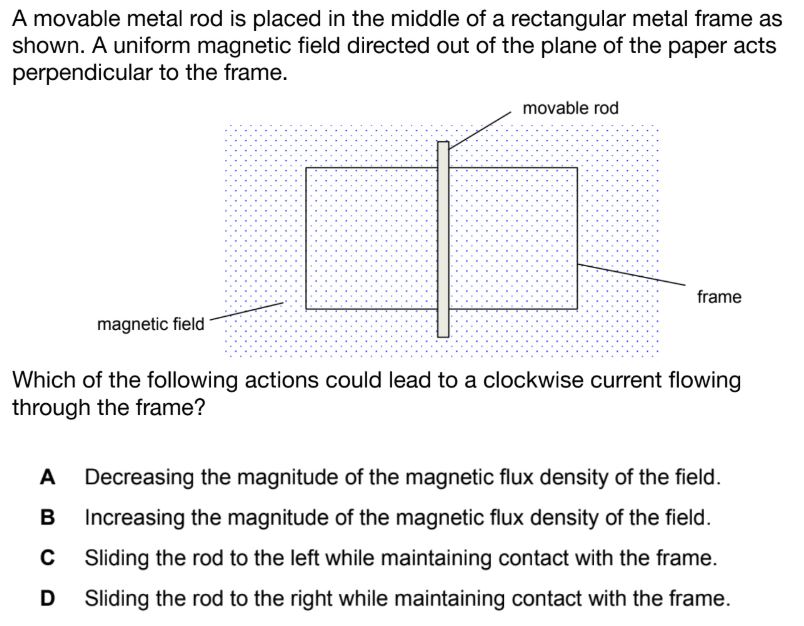 A movable metal rod is placed in the middle of a rectangular metal frame as
shown. A uniform magnetic field directed out of the plane of the paper acts
perpendicular to the frame.
movable rod
frame
magnetic field
Which of the following actions could lead to a clockwise current flowing
through the frame?
A Decreasing the magnitude of the magnetic flux density of the field.
B Increasing the magnitude of the magnetic flux density of the field.
C Sliding the rod to the left while maintaining contact with the frame.
D Sliding the rod to the right while maintaining contact with the frame.